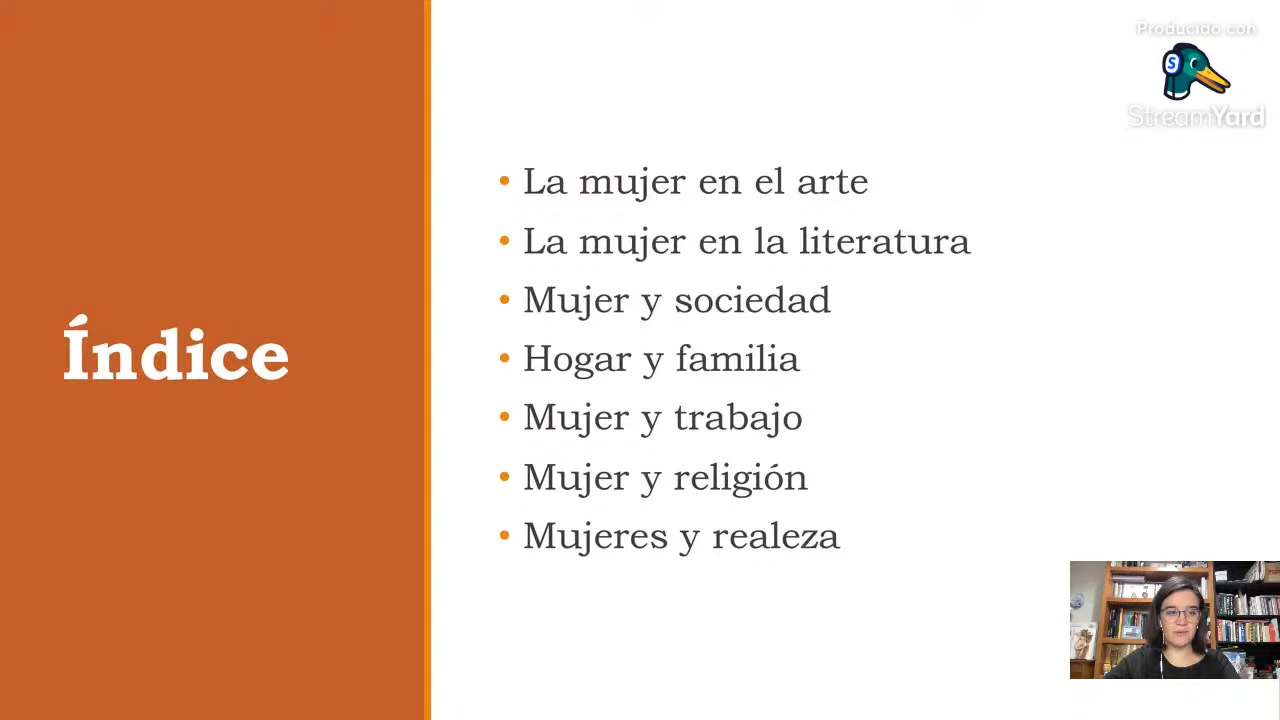 Producido con
StreamYard
Índice
La mujer en el arte
La mujer en la literatura
Mujer y sociedad
Hogar y familia
Mujer y trabajo
Mujer y religión
Mujeres y realeza